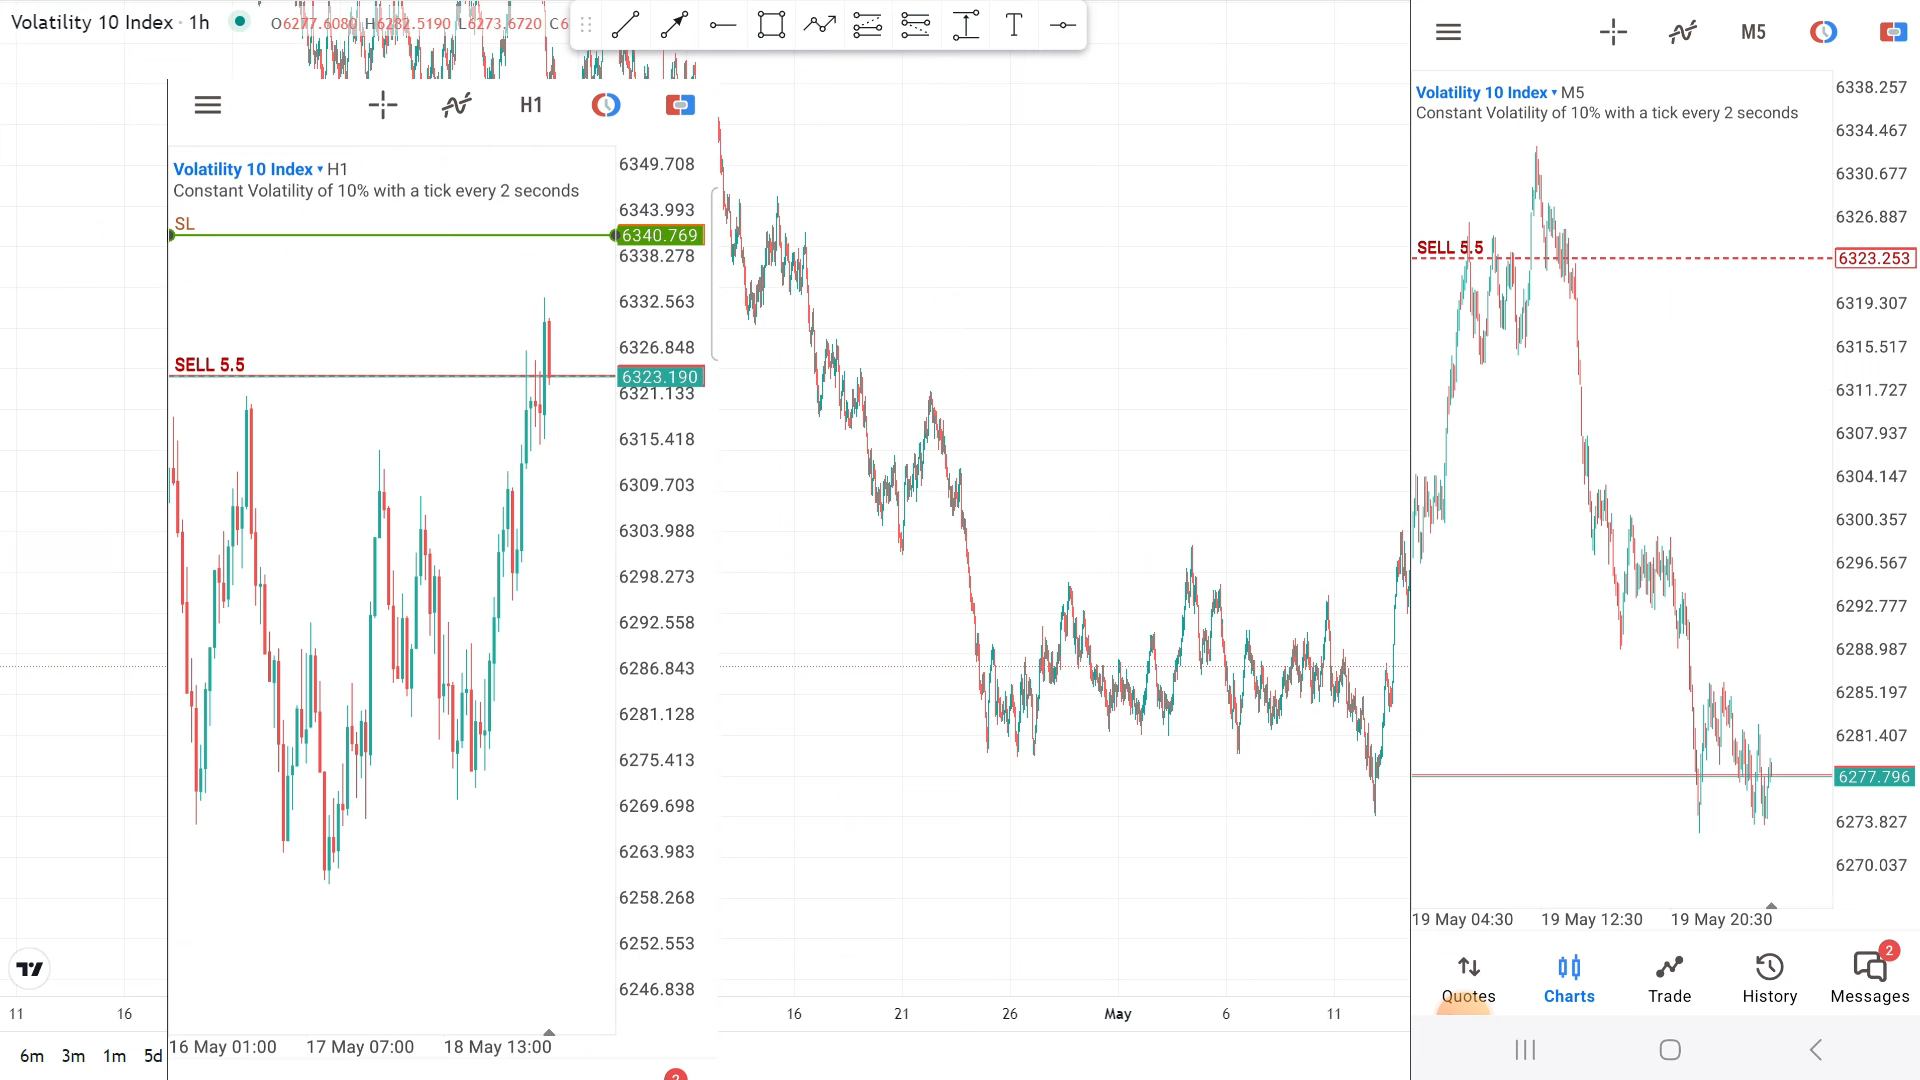 Volatility 10 Index · 1h O6277.6080 H6282.5190 L6273.6720 C6
T
H1
Volatility 10 Index ▾ H1
Constant Volatility of 10% with a tick every 2 seconds
SL
SELL 5.5
6349.708
6343.993
6340.769
6338.278
6332.563
6326.848
6323.190
6321.133
6315.418
6309.703
6303.988
6298.273
6292.558
6286.843
6281.128
6275.413
6269.698
6263.983
6258.268
6252.553
6246.838
16 May 01:00 17 May 07:00 18 May 13:00
2
11 16
6m 3m 1m 5d
16 21 26 May 6 11
M5
Volatility 10 Index ▾ M5
Constant Volatility of 10% with a tick every 2 seconds
SELL 5.5
6338.257
6334.467
6330.677
6326.887
6323.253
6319.307
6315.517
6311.727
6307.937
6304.147
6300.357
6296.567
6292.777
6288.987
6285.197
6281.407
6277.796
6273.827
6270.037
19 May 04:30 19 May 12:30 19 May 20:30
2
Quotes Charts Trade History Messages